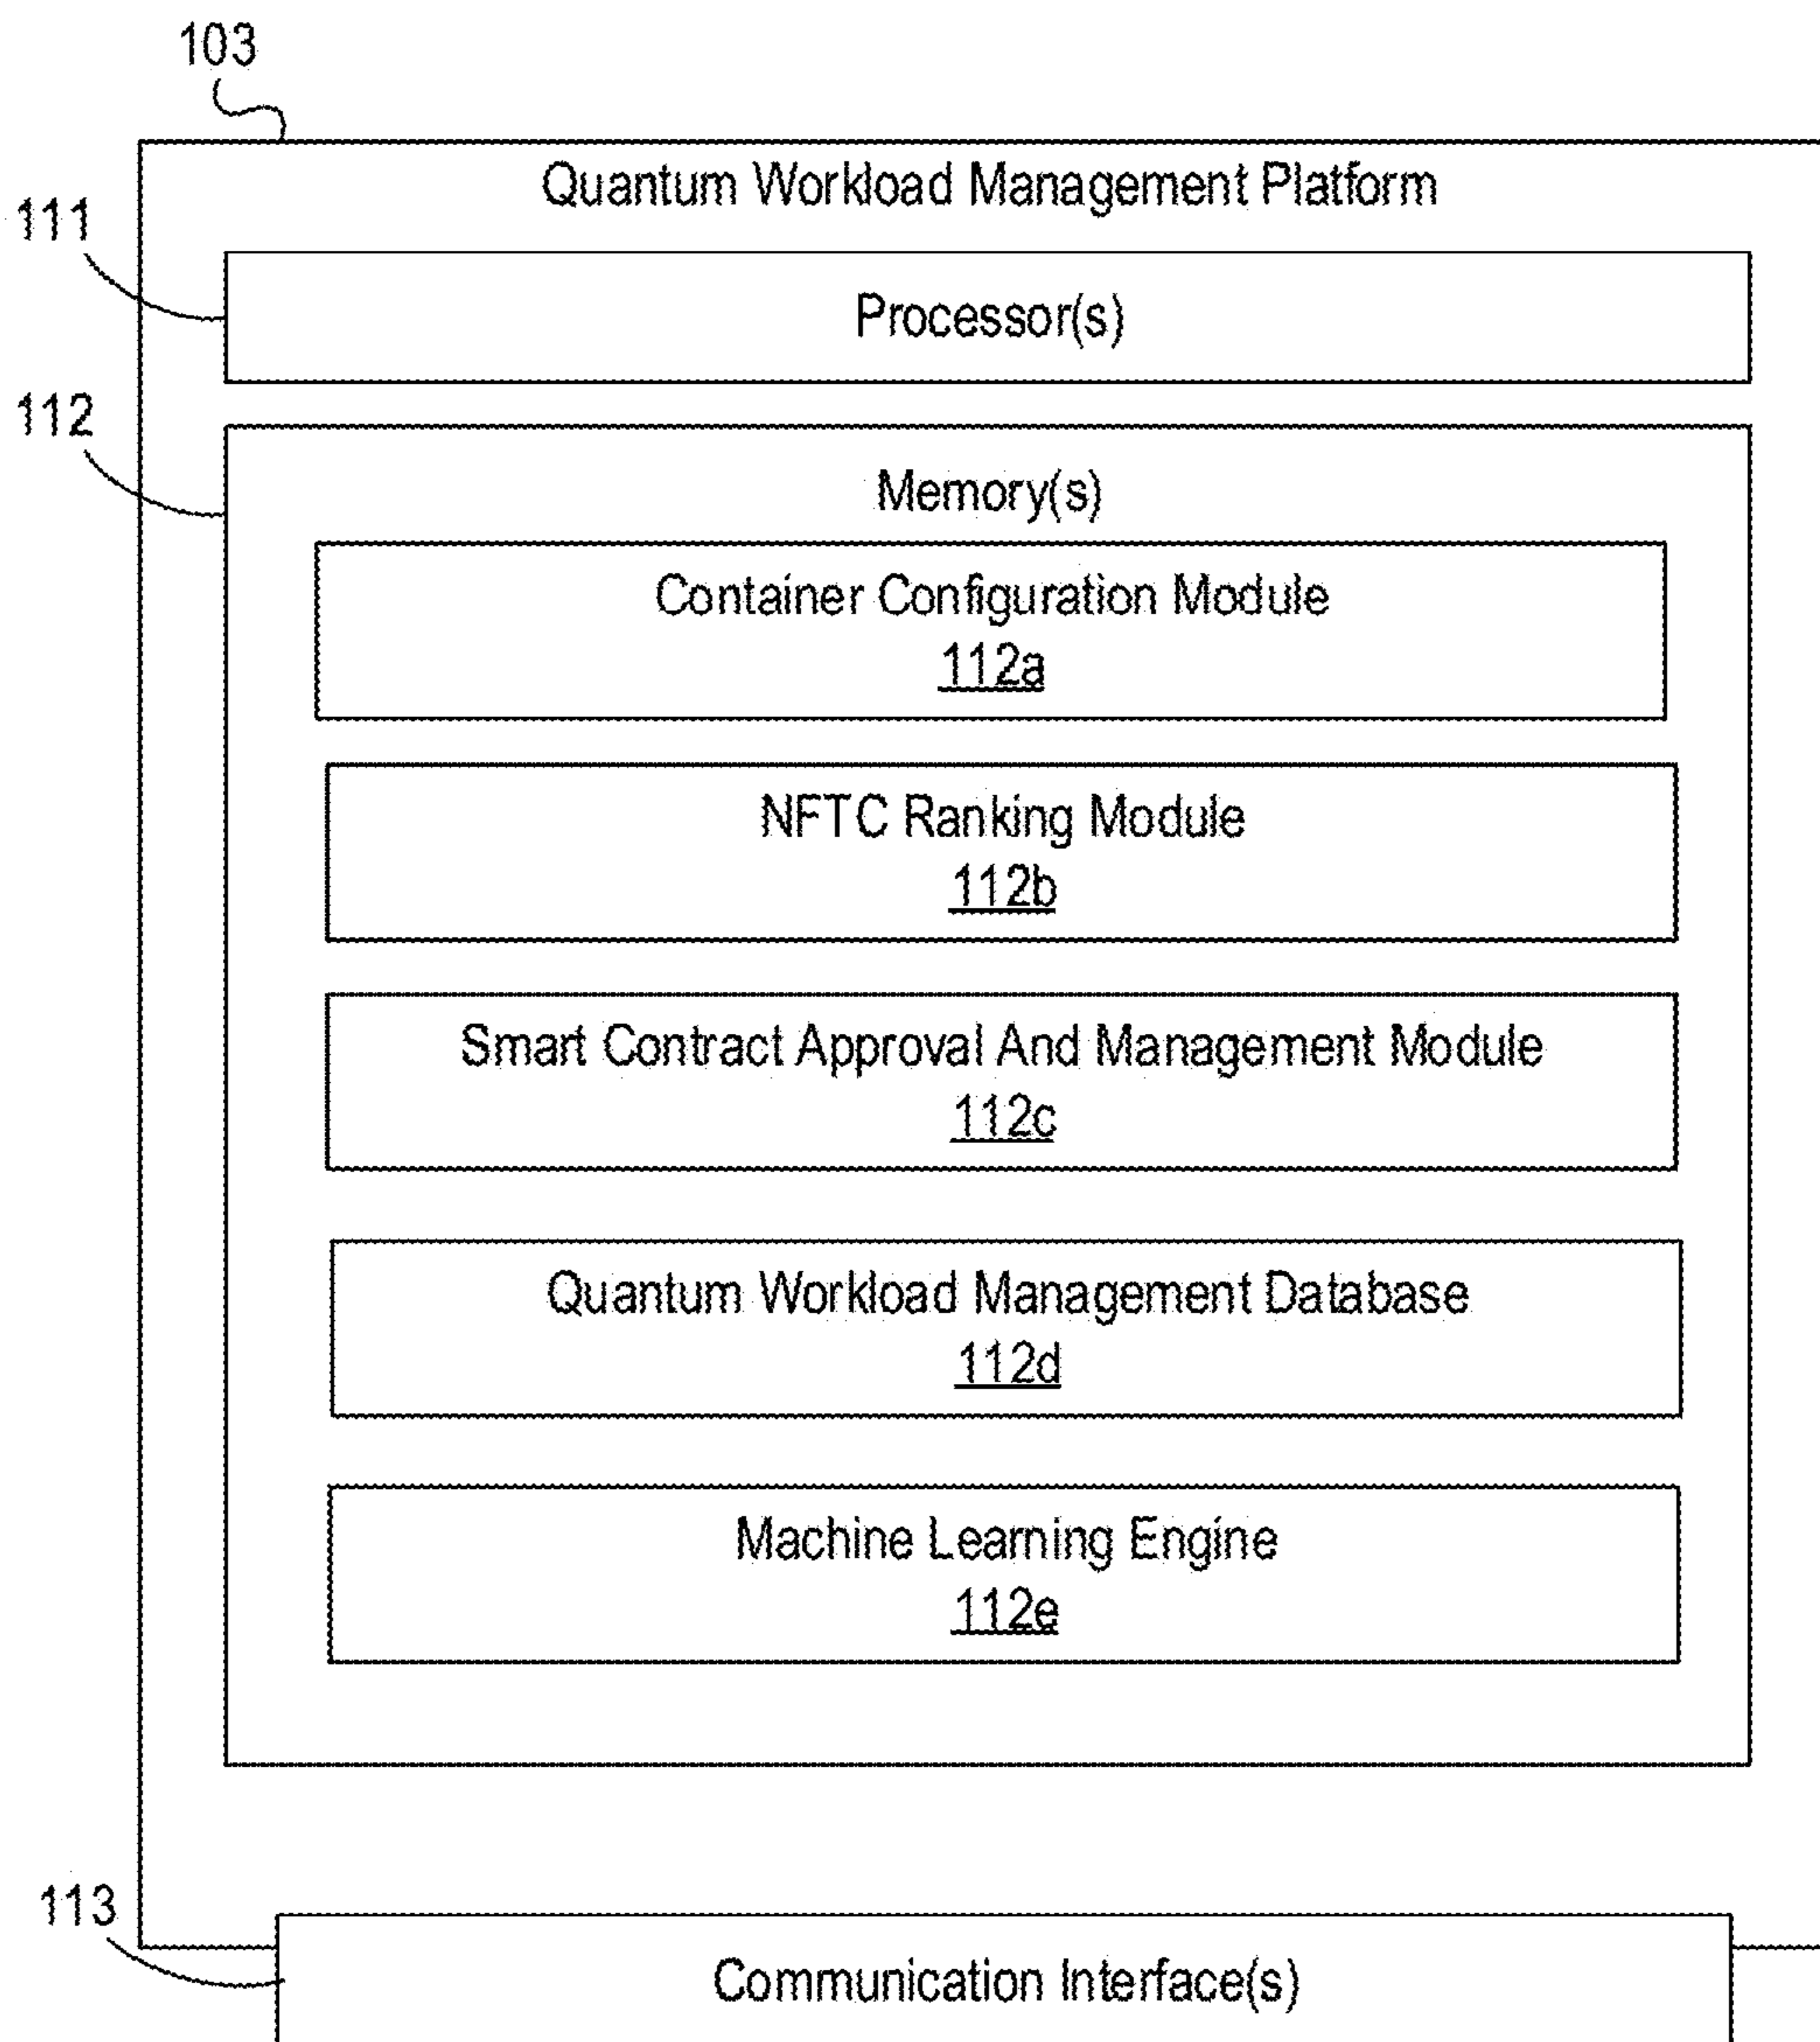 103
Quantum Workload Management Platform
111
Processor(s)
112
Memory(s)
Container Configuration Module
112a
NFTC Ranking Module
112b
Smart Contract Approval And Management Module
112c
Quantum Workload Management Database
112d
Machine Learning Engine
112e
113
Communication Interface(s)